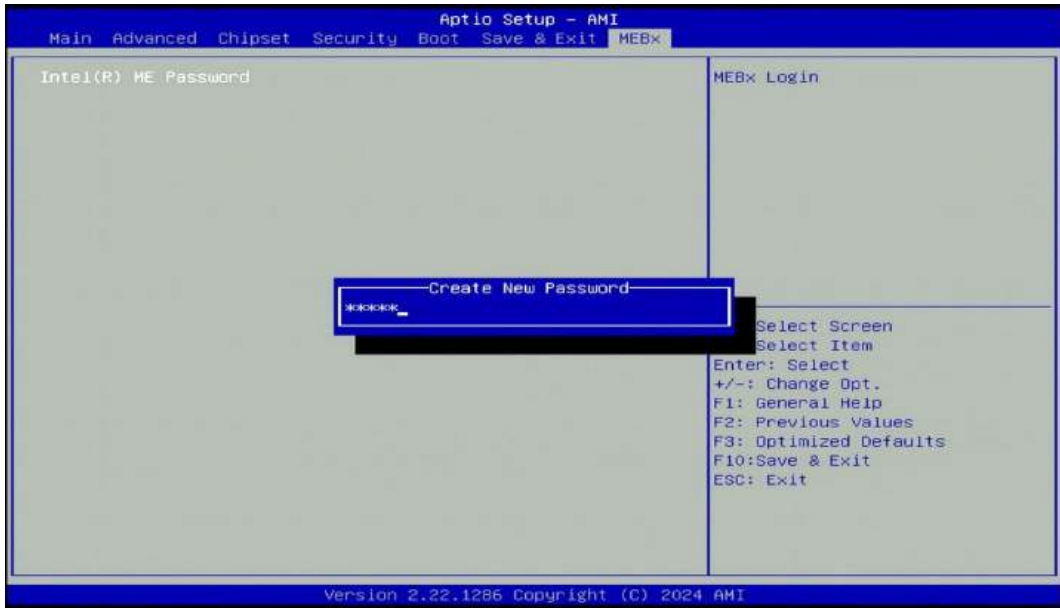 Aptio Setup – AMI
Main Advanced Chipset Security Boot Save & Exit MEBx
Intel(R) ME Password
MEBx Login
Create New Password
*****_
Select Screen
Select Item
Enter: Select
+/-: Change Opt.
F1: General Help
F2: Previous Values
F3: Optimized Defaults
F10:Save & Exit
ESC: Exit
Version 2.22.1286 Copyright (C) 2024 AMI